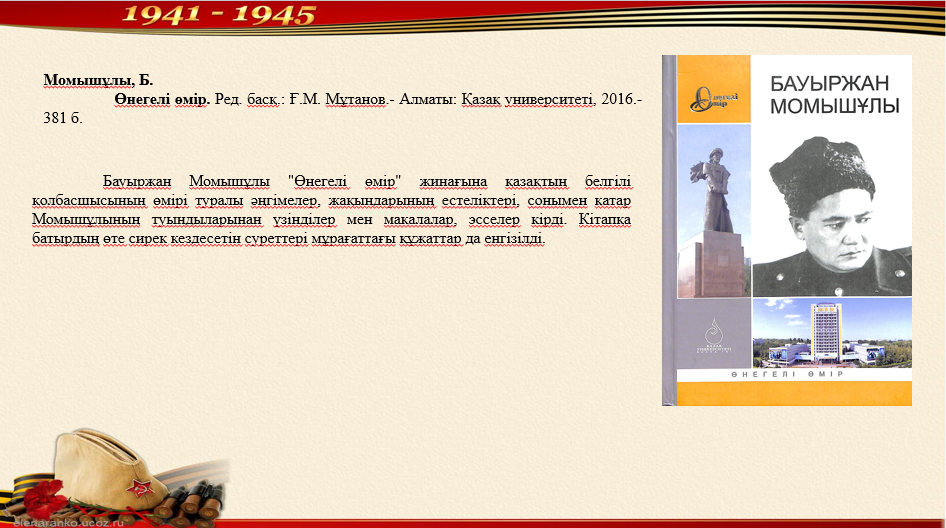 1941 - 1945
Момышұлы, Б.
Өнегелі өмір. Ред. басқ.: Ғ.М. Мұтанов.- Алматы: Қазақ университеті, 2016.-
381 б.
Бауыржан Момышұлы "Өнегелі өмір" жинағына қазақтың белгілі
қолбасшысының өмірі туралы әңгімелер, жақындарының естеліктері, сонымен қатар
Момышұлының туындыларынан үзінділер мен мақалалар, эсселер кірді. Кітапқа
батырдың өте сирек кездесетін суреттері мұрағаттағы құжаттар да енгізілді.
Өнегелі
өмір
БАУЫРЖАН
МОМЫШҰЛЫ
ҚАЗАҚ
УНИВЕРСИТЕТІ
ӨНЕГЕЛІ ӨМІР
elenaranko.ucoz.ru